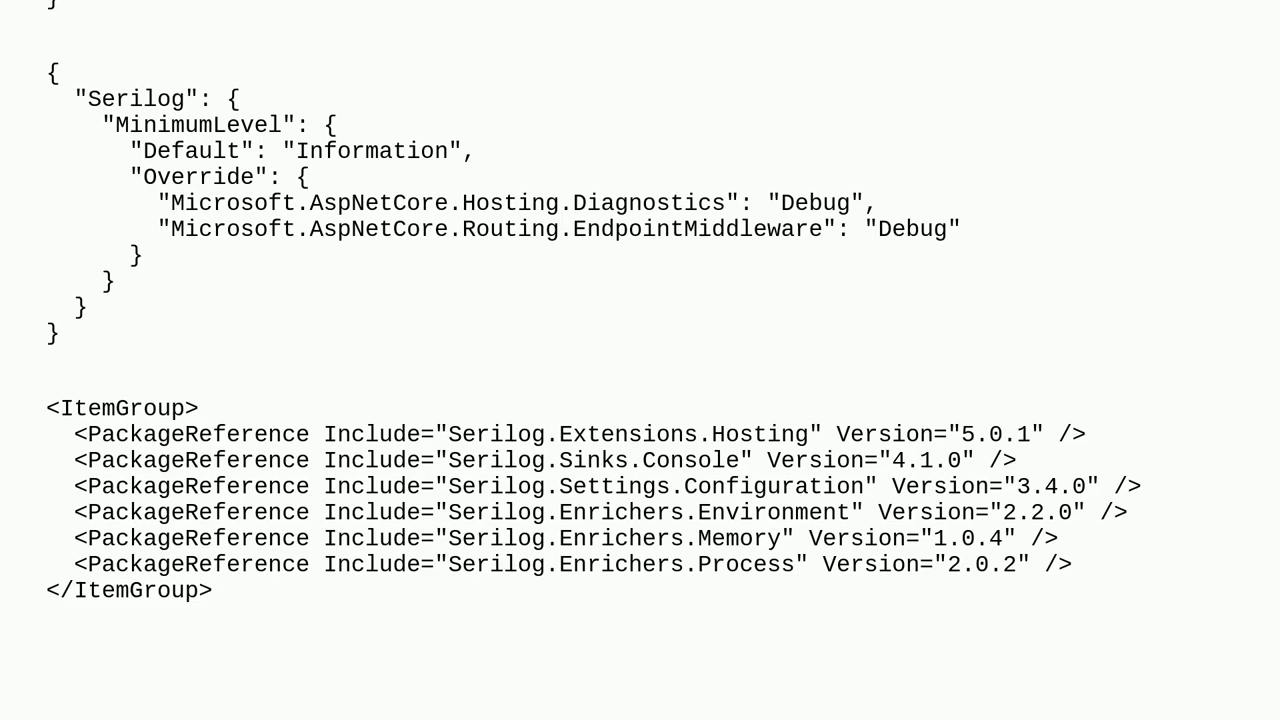 }
{
  "Serilog": {
    "MinimumLevel": {
      "Default": "Information",
      "Override": {
        "Microsoft.AspNetCore.Hosting.Diagnostics": "Debug",
        "Microsoft.AspNetCore.Routing.EndpointMiddleware": "Debug"
      }
    }
  }
}
<ItemGroup>
  <PackageReference Include="Serilog.Extensions.Hosting" Version="5.0.1" />
  <PackageReference Include="Serilog.Sinks.Console" Version="4.1.0" />
  <PackageReference Include="Serilog.Settings.Configuration" Version="3.4.0" />
  <PackageReference Include="Serilog.Enrichers.Environment" Version="2.2.0" />
  <PackageReference Include="Serilog.Enrichers.Memory" Version="1.0.4" />
  <PackageReference Include="Serilog.Enrichers.Process" Version="2.0.2" />
</ItemGroup>